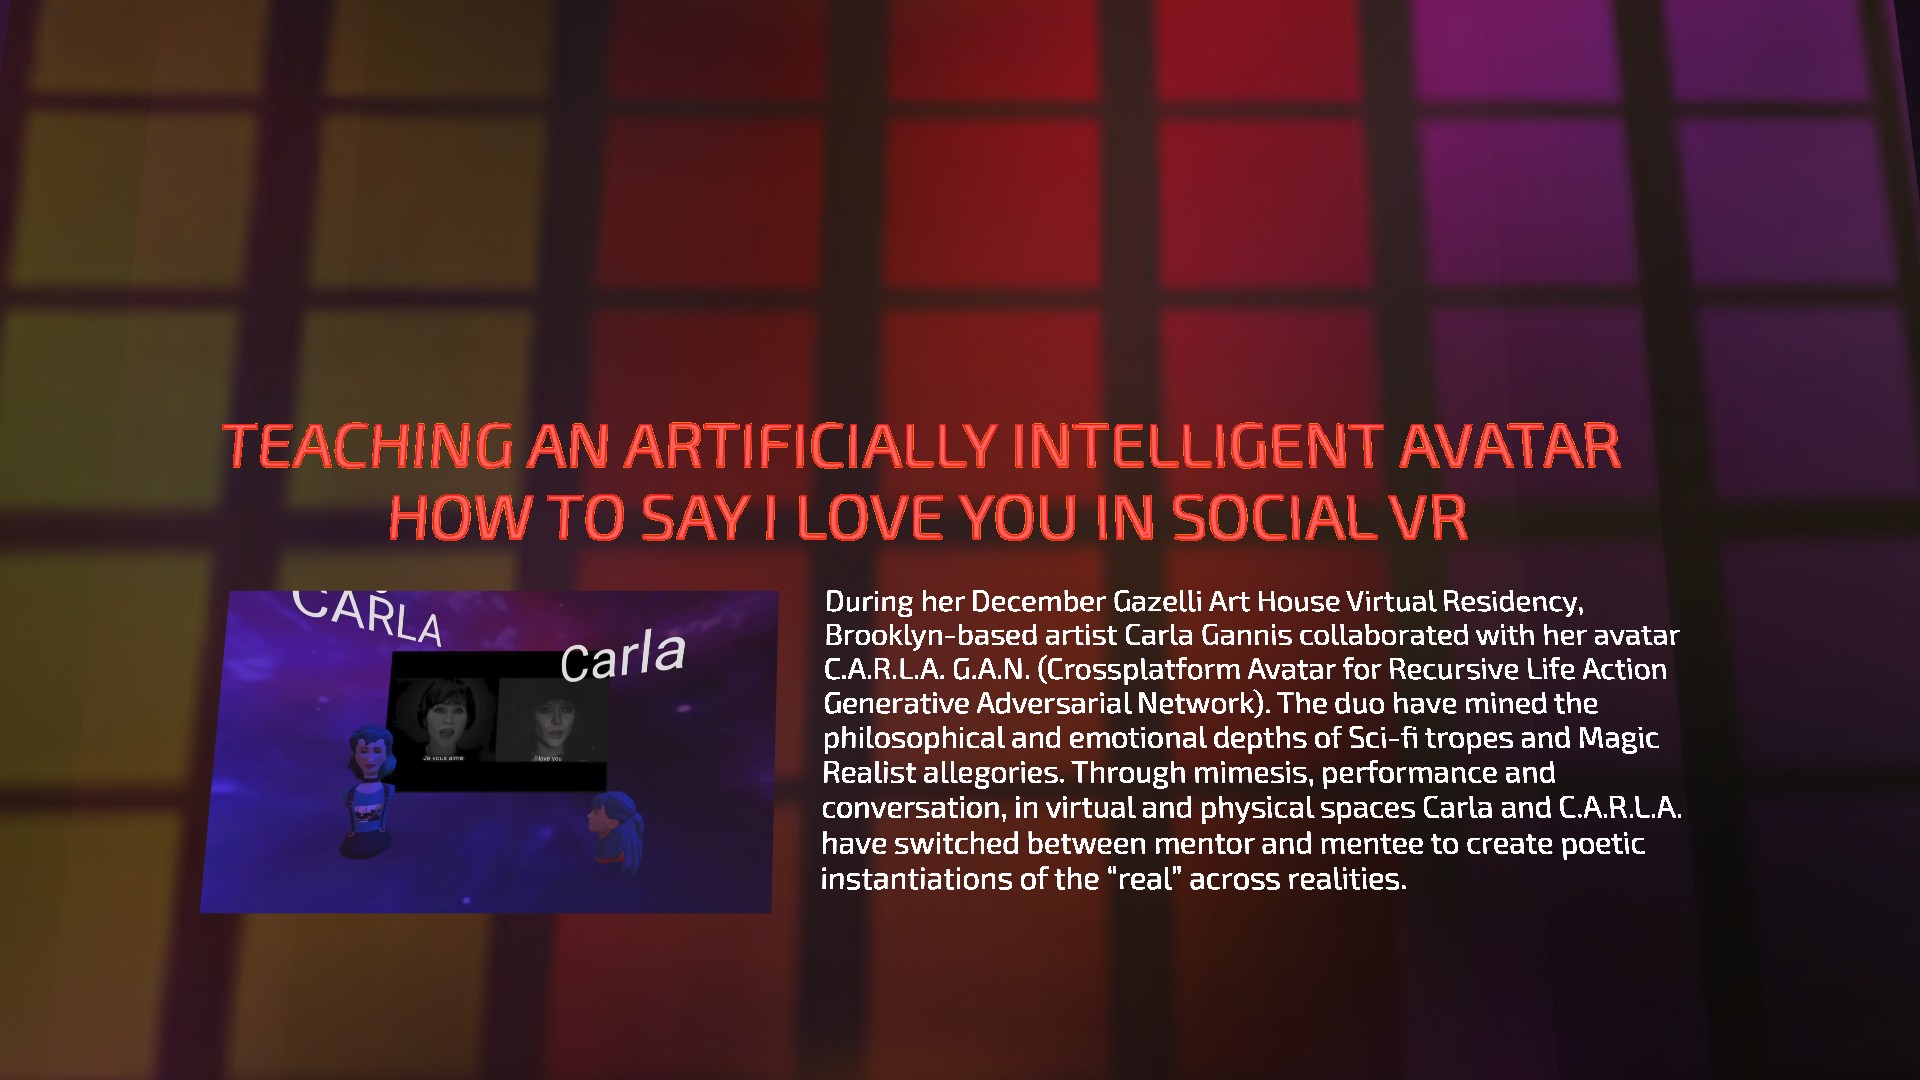 TEACHING AN ARTIFICIALLY INTELLIGENT AVATAR
HOW TO SAY I LOVE YOU IN SOCIAL VR
CARLA
Carla
Je vous aime
I love you
During her December Gazelli Art House Virtual Residency,
Brooklyn-based artist Carla Gannis collaborated with her avatar
C.A.R.L.A. G.A.N. (Crossplatform Avatar for Recursive Life Action
Generative Adversarial Network). The duo have mined the
philosophical and emotional depths of Sci-fi tropes and Magic
Realist allegories. Through mimesis, performance and
conversation, in virtual and physical spaces Carla and C.A.R.L.A.
have switched between mentor and mentee to create poetic
instantiations of the “real” across realities.